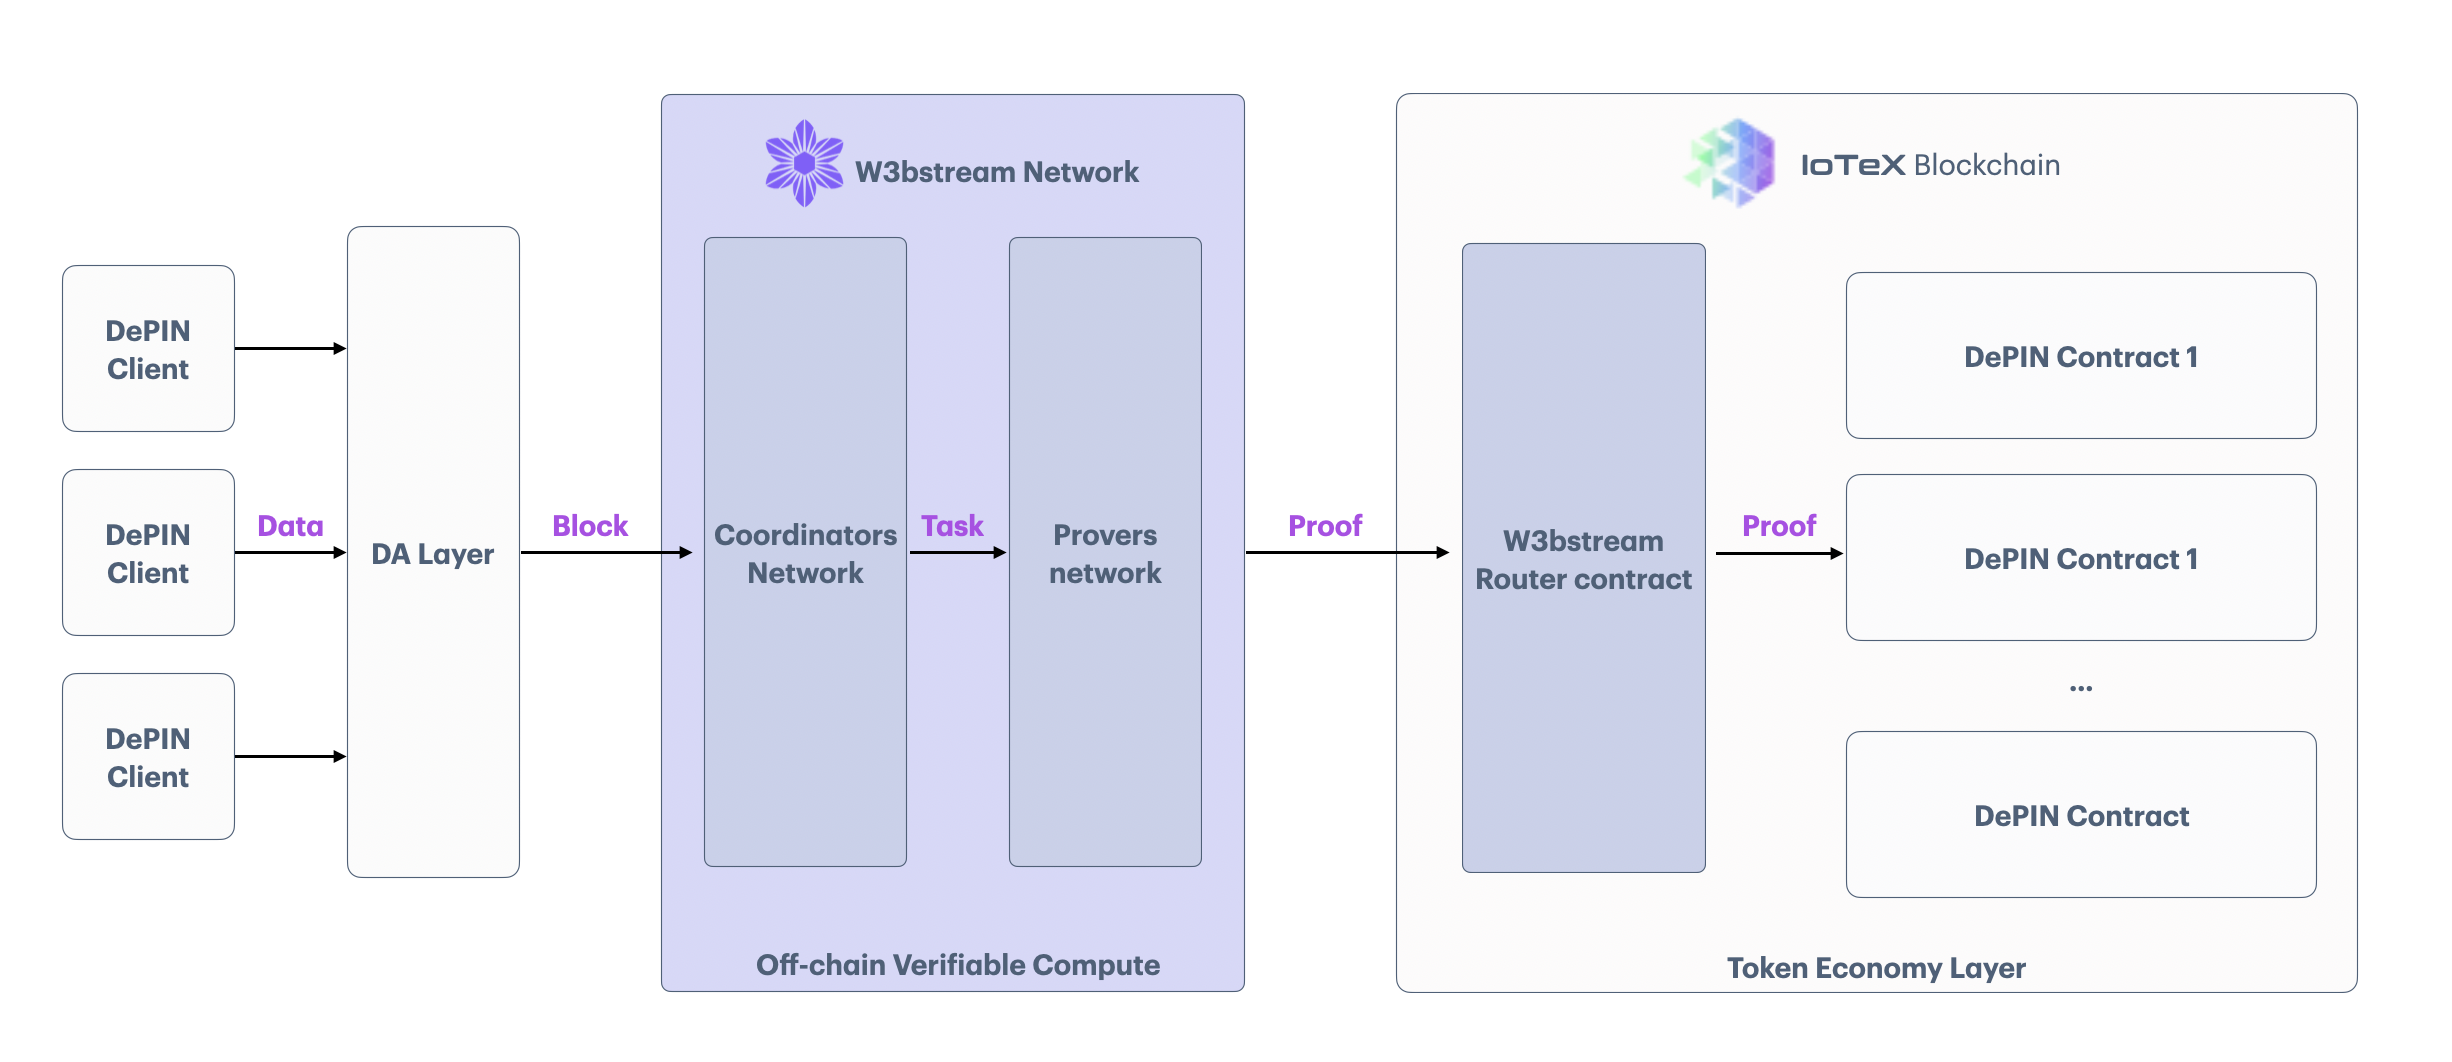 W3bstream Network
IoTeX Blockchain
DePIN
Client
DePIN
Client
DePIN
Client
Data
DA Layer
Block
Coordinators
Network
Task
Provers
network
Off-chain Verifiable Compute
Proof
W3bstream
Router contract
Proof
DePIN Contract 1
DePIN Contract 1
...
DePIN Contract
Token Economy Layer